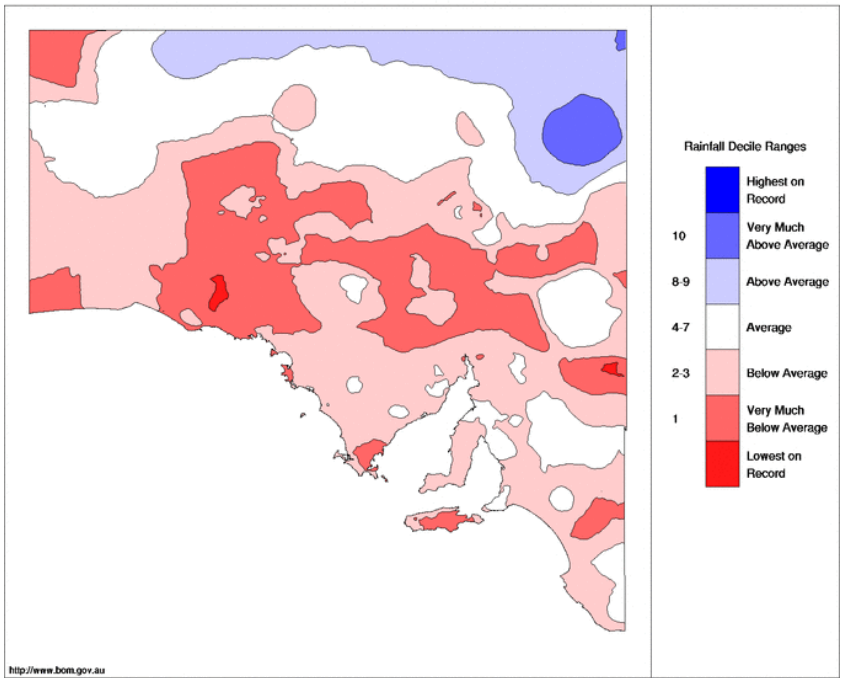 Rainfall Decile Ranges
Highest on
Record
10
Very Much
Above Average
8-9
Above Average
4-7
Average
2-3
Below Average
1
Very Much
Below Average
Lowest on
Record
http://www.bom.gov.au